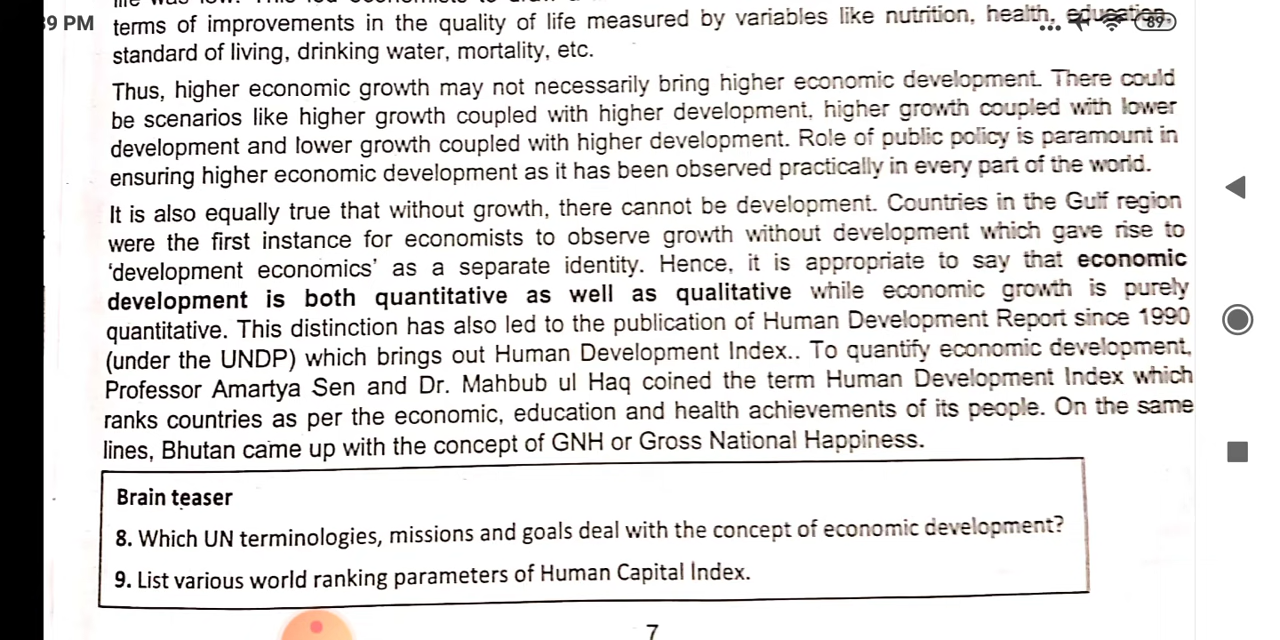 9 PM
terms of improvements in the quality of life measured by variables like nutrition, health, education,
89
standard of living, drinking water, mortality, etc.
Thus, higher economic growth may not necessarily bring higher economic development. There could
be scenarios like higher growth coupled with higher development, higher growth coupled with lower
development and lower growth coupled with higher development. Role of public policy is paramount in
ensuring higher economic development as it has been observed practically in every part of the world.
It is also equally true that without growth, there cannot be development. Countries in the Gulf region
were the first instance for economists to observe growth without development which gave rise to
‘development economics’ as a separate identity. Hence, it is appropriate to say that economic
development is both quantitative as well as qualitative while economic growth is purely
quantitative. This distinction has also led to the publication of Human Development Report since 1990
(under the UNDP) which brings out Human Development Index.. To quantify economic development,
Professor Amartya Sen and Dr. Mahbub ul Haq coined the term Human Development Index which
ranks countries as per the economic, education and health achievements of its people. On the same
lines, Bhutan came up with the concept of GNH or Gross National Happiness.
Brain teaser
8. Which UN terminologies, missions and goals deal with the concept of economic development?
9. List various world ranking parameters of Human Capital Index.
7